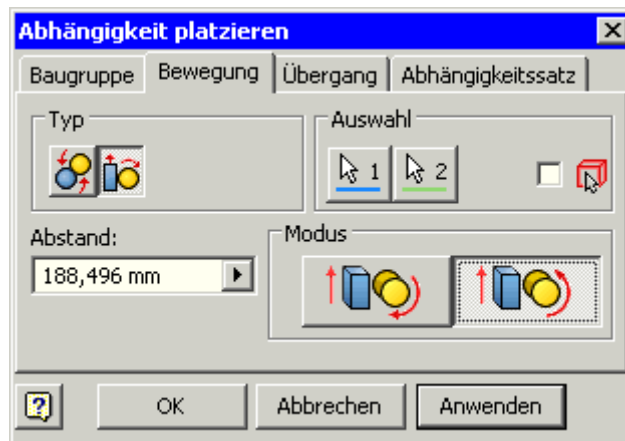 Abhängigkeit platzieren
Baugruppe Bewegung Übergang Abhängigkeitssatz
Typ Auswahl
1 2
Abstand: Modus
188,496 mm
? OK Abbrechen Anwenden